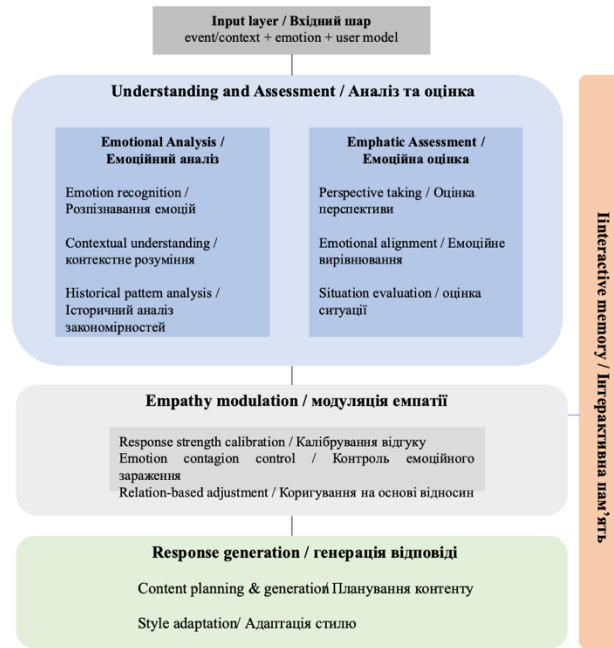 Input layer / Вхідний шар
event/context + emotion + user model
Understanding and Assessment / Аналіз та оцінка
Emotional Analysis /
Емоційний аналіз
Emotion recognition /
Розпізнавання емоцій
Contextual understanding /
контекстне розуміння
Historical pattern analysis /
Історичний аналіз
закономірностей
Emphatic Assessment /
Емоційна оцінка
Perspective taking / Оцінка
перспективи
Emotional alignment / Емоційне
вирівнювання
Situation evaluation / оцінка
ситуації
Empathy modulation / модуляція емпатії
Response strength calibration / Калібрування відгуку
Emotion contagion control / Контроль емоційного
зараження
Relation-based adjustment / Коригування на основі відносин
Response generation / генерація відповіді
Content planning & generation/ Планування контенту
Style adaptation/ Адаптація стилю
Iinteractive memory / Інтерактивна пам’ять